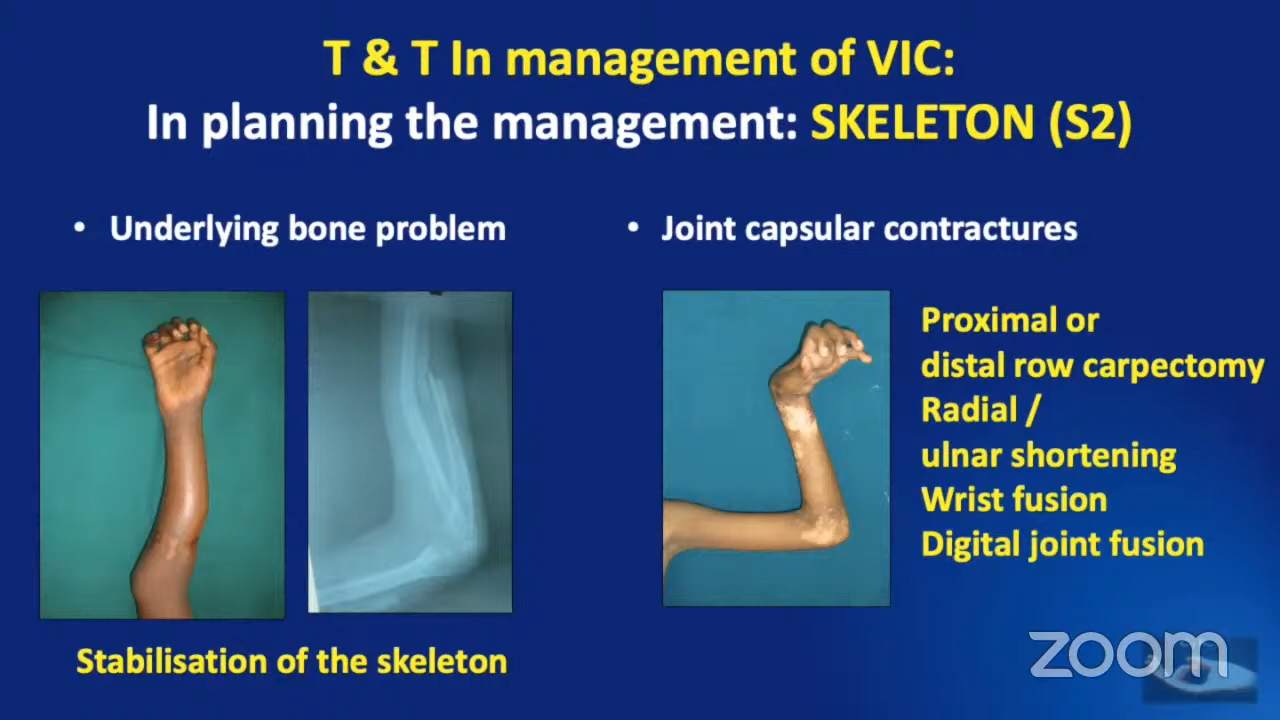 T & T In management of VIC:
In planning the management: SKELETON (S2)
• Underlying bone problem
• Joint capsular contractures
Proximal or
distal row carpectomy
Radial /
ulnar shortening
Wrist fusion
Digital joint fusion
Stabilisation of the skeleton
zoom